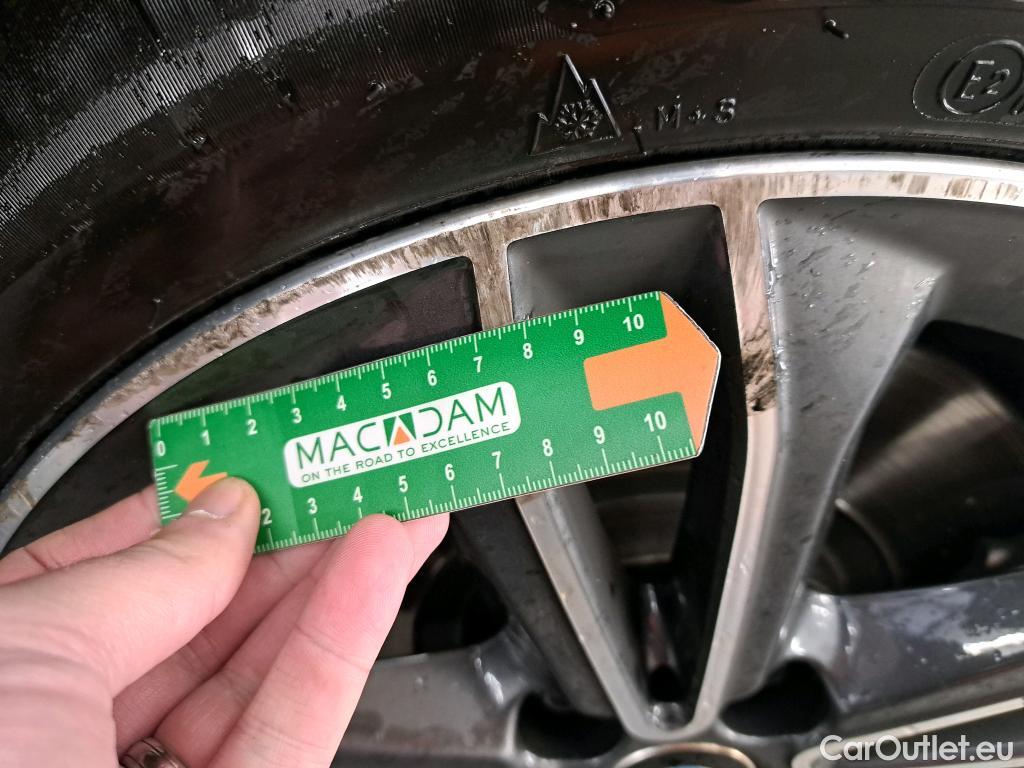 M+S
E2
0 1 2 3 4 5 6 7 8 9 10
MACADAM
ON THE ROAD TO EXCELLENCE
2 3 4 5 6 7 8 9 10
CarOutlet.eu